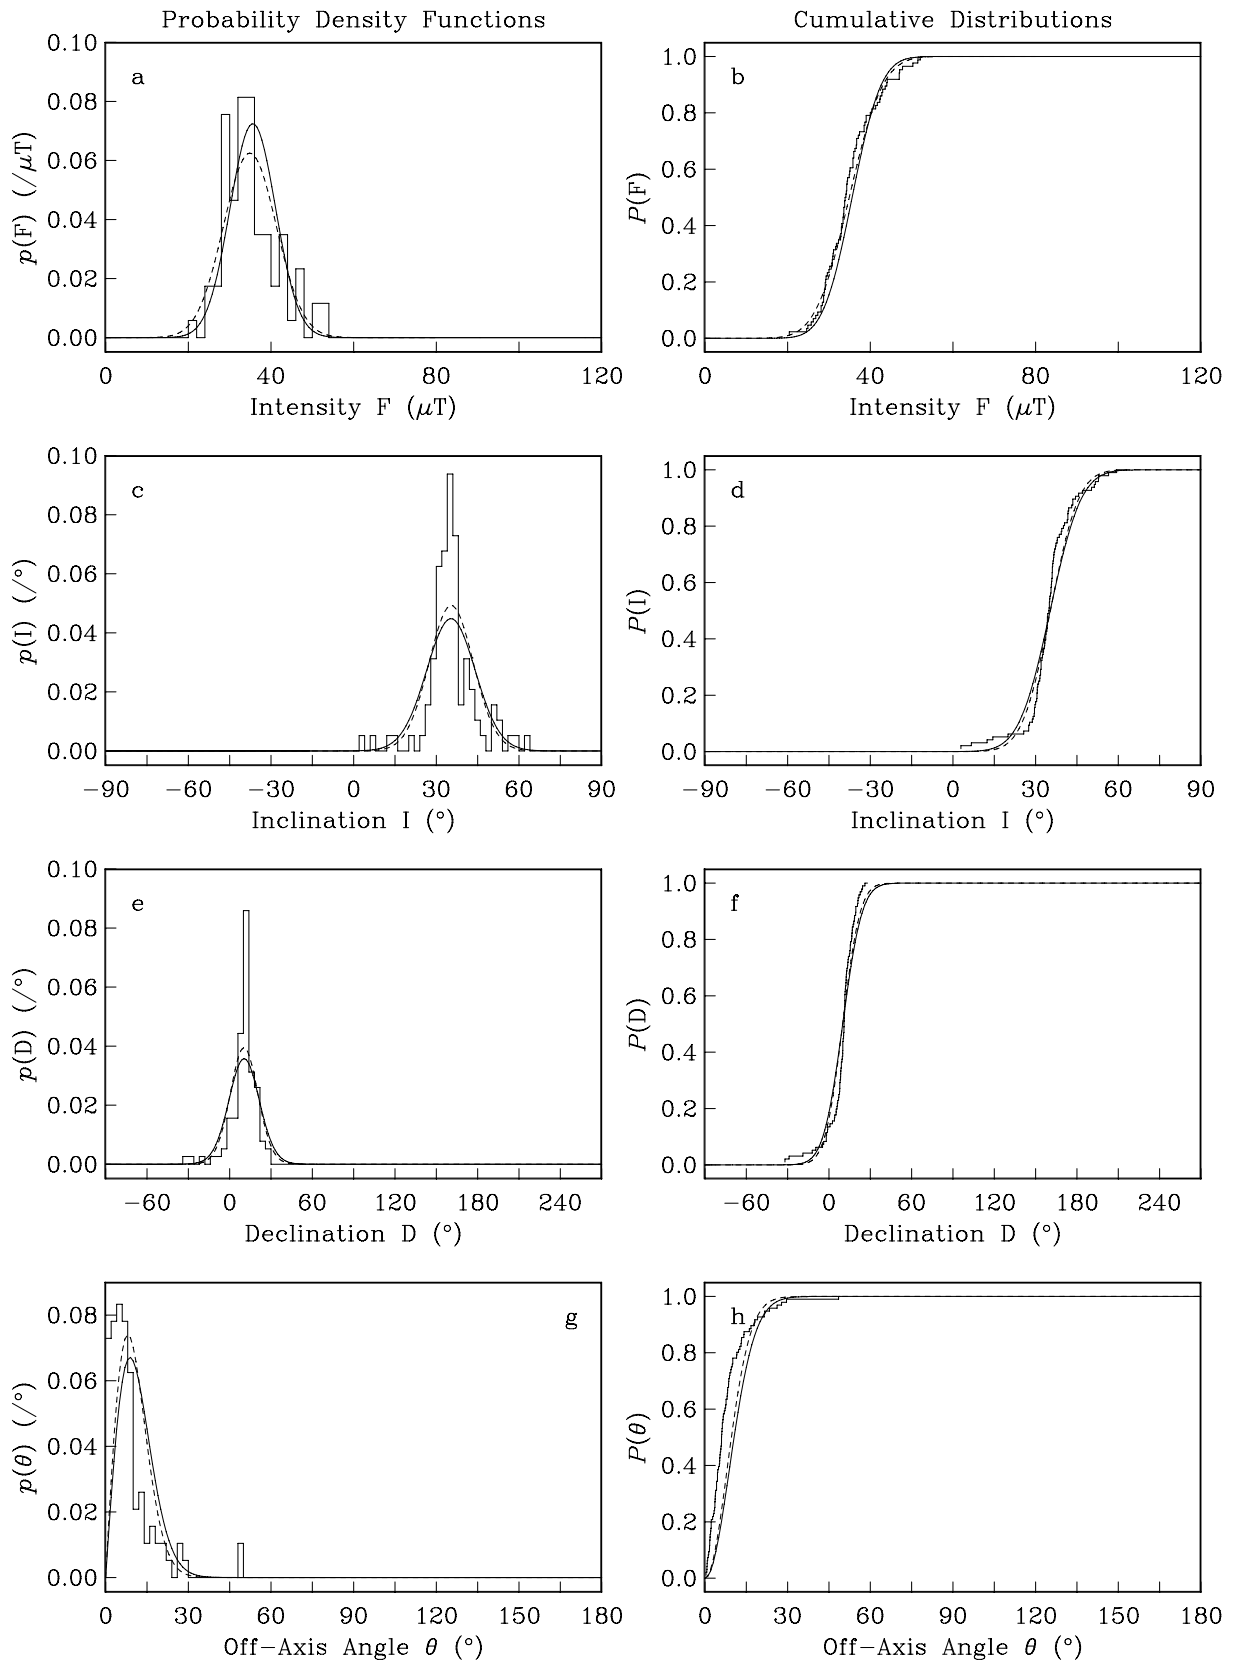 Probability Density Functions
Cumulative Distributions
a
0.10
0.08
0.06
0.04
0.02
0.00
p(F) (/μT)
0 40 80 120
Intensity F (μT)
b
1.0
0.8
0.6
0.4
0.2
0.0
P(F)
0 40 80 120
Intensity F (μT)
c
0.10
0.08
0.06
0.04
0.02
0.00
p(I) (/°)
−90 −60 −30 0 30 60 90
Inclination I (°)
d
1.0
0.8
0.6
0.4
0.2
0.0
P(I)
−90 −60 −30 0 30 60 90
Inclination I (°)
e
0.10
0.08
0.06
0.04
0.02
0.00
p(D) (/°)
−60 0 60 120 180 240
Declination D (°)
f
1.0
0.8
0.6
0.4
0.2
0.0
P(D)
−60 0 60 120 180 240
Declination D (°)
g
0.08
0.06
0.04
0.02
0.00
p(θ) (/°)
0 30 60 90 120 150 180
Off−Axis Angle θ (°)
h
1.0
0.8
0.6
0.4
0.2
0.0
P(θ)
0 30 60 90 120 150 180
Off−Axis Angle θ (°)